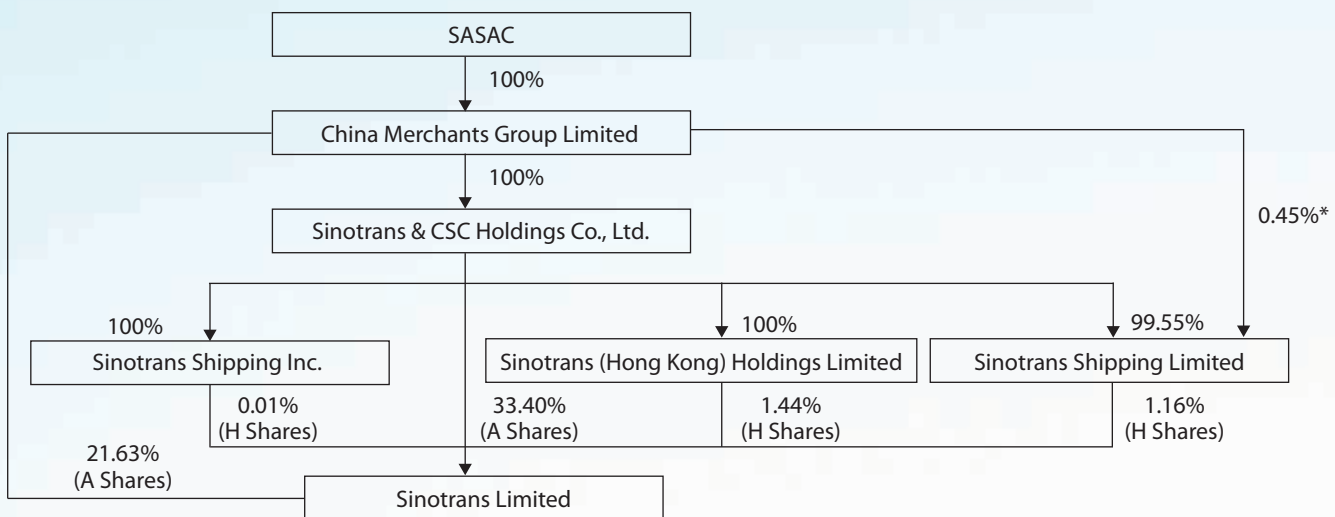 SASAC
100%
China Merchants Group Limited
100%
0.45%*
Sinotrans & CSC Holdings Co., Ltd.
100%
100%
99.55%
Sinotrans Shipping Inc.
Sinotrans (Hong Kong) Holdings Limited
Sinotrans Shipping Limited
0.01%
(H Shares)
33.40%
(A Shares)
1.44%
(H Shares)
1.16%
(H Shares)
21.63%
(A Shares)
Sinotrans Limited